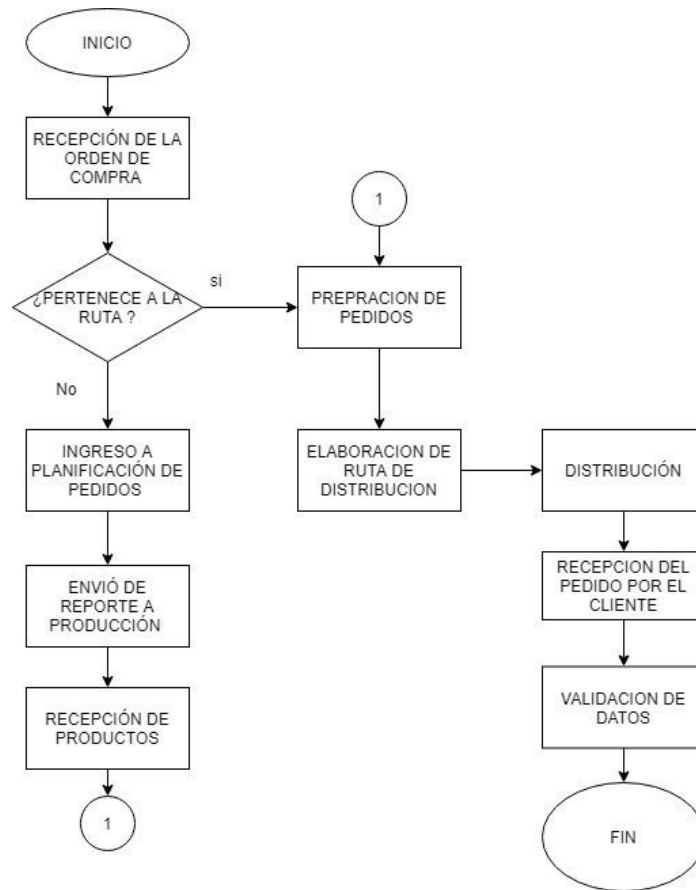 INICIO
RECEPCIÓN DE LA
ORDEN DE
COMPRA
¿PERTENECE A LA
RUTA ?
si
No
INGRESO A
PLANIFICACIÓN DE
PEDIDOS
ENVIÓ DE
REPORTE A
PRODUCCIÓN
RECEPCIÓN DE
PRODUCTOS
1
1
PREPRACION DE
PEDIDOS
ELABORACION DE
RUTA DE
DISTRIBUCION
DISTRIBUCIÓN
RECEPCION DEL
PEDIDO POR EL
CLIENTE
VALIDACION DE
DATOS
FIN